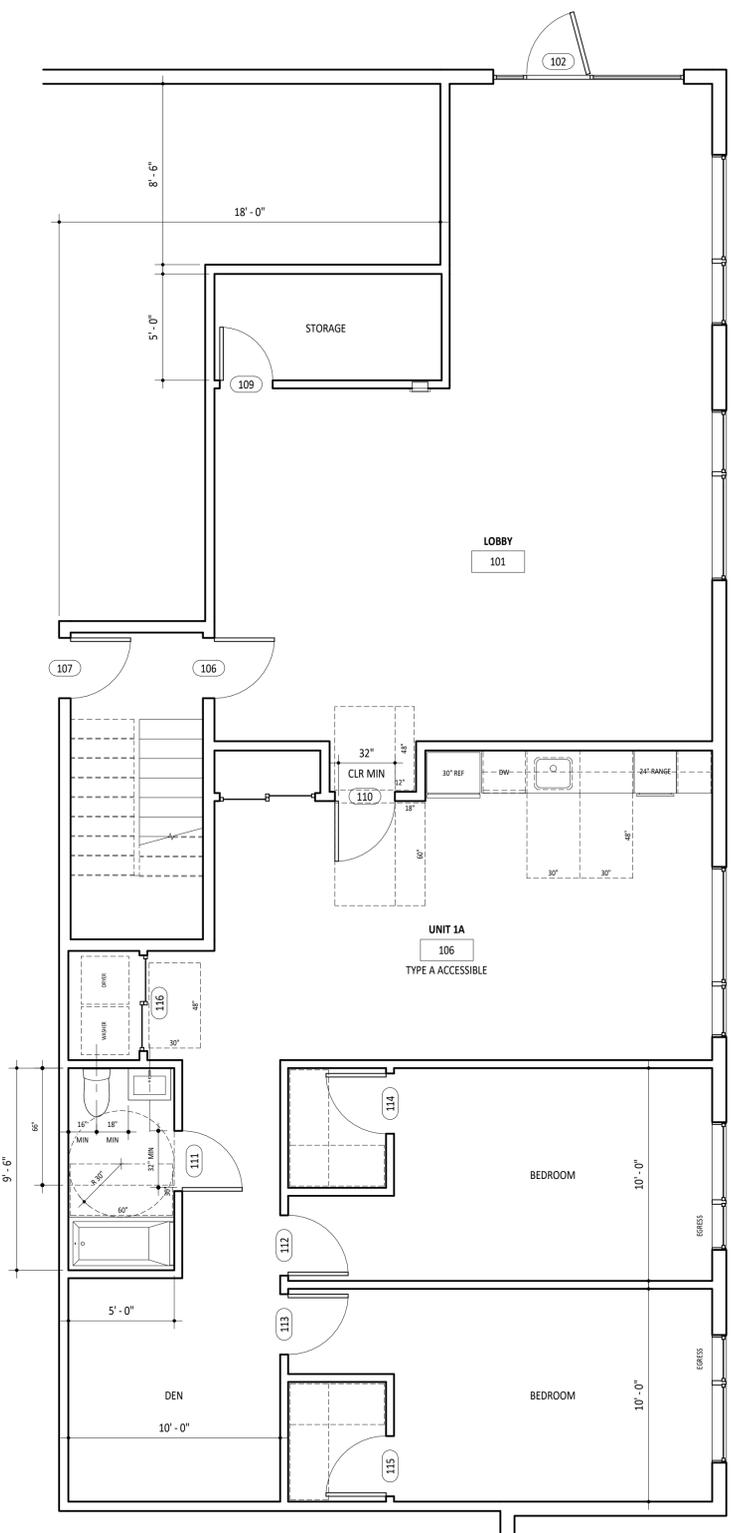 102
8' - 6"
18' - 0"
5' - 0"
STORAGE
109
LOBBY
101
107
106
32"
CLR MIN
48"
12"
110
18"
60"
30" REF
DW
24" RANGE
48"
30"
30"
UNIT 1A
106
TYPE A ACCESSIBLE
DRYER
WASHER
116
48"
30"
9' - 6"
66"
16"
MIN
18"
MIN
32" MIN
R 30"
60"
111
114
BEDROOM
10' - 0"
EGRESS
112
113
5' - 0"
DEN
10' - 0"
BEDROOM
10' - 0"
EGRESS
115